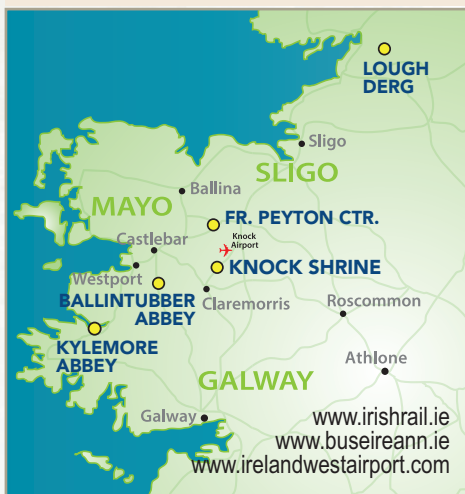 LOUGH
DERG
Sligo
SLIGO
Ballina
MAYO
FR. PEYTON CTR.
Knock
Airport
Castlebar
KNOCK SHRINE
Westport
BALLINTUBBER
ABBEY
Claremorris
Roscommon
KYLEMORE
ABBEY
Athlone
GALWAY
Galway
www.irishrail.ie
www.buseireann.ie
www.irelandwestairport.com